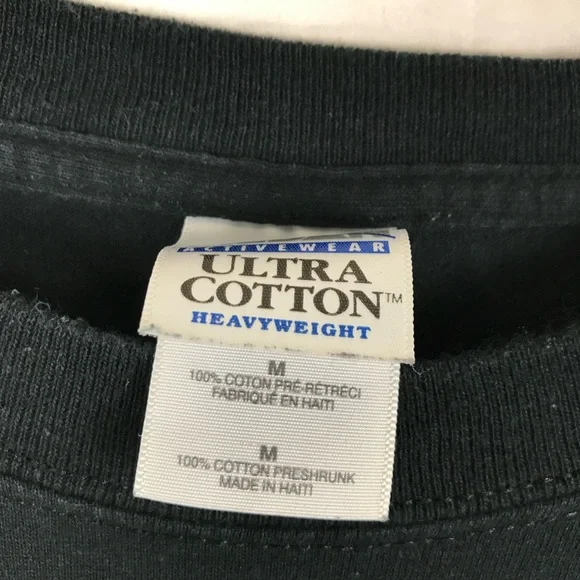 ACTIVEWEAR
ULTRA
COTTON™
HEAVYWEIGHT
M
100% COTON PRÉ-RÉTRÉCI
FABRIQUÉ EN HAITI
M
100% COTTON PRESHRUNK
MADE IN HAITI